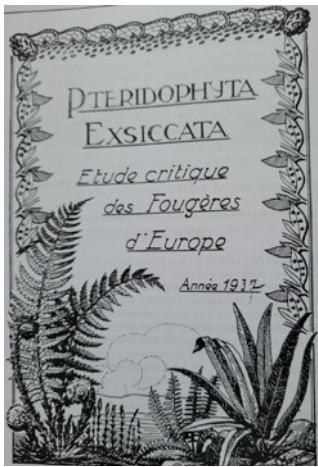 PTERIDOPHYTA
EXSICCATA
Etude critique
des Fougères
d'Europe
Année 1937